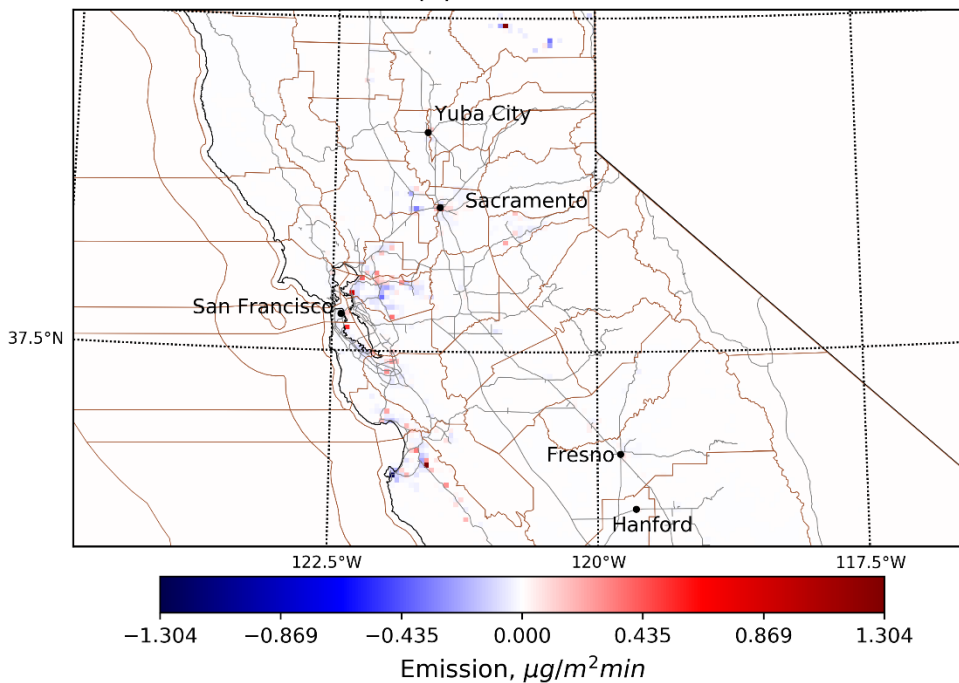 Yuba City
Sacramento
San Francisco
37.5°N
Fresno
Hanford
122.5°W 120°W 117.5°W
−1.304 −0.869 −0.435 0.000 0.435 0.869 1.304
Emission, μg/m²min